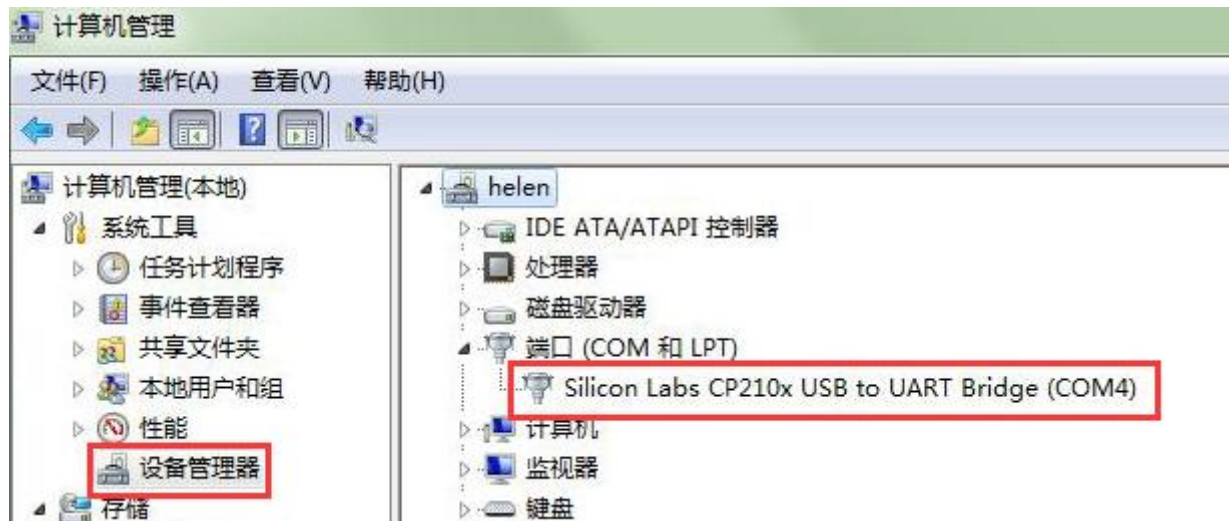 计算机管理
文件(F) 操作(A) 查看(V) 帮助(H)
计算机管理(本地)
系统工具
任务计划程序
事件查看器
共享文件夹
本地用户和组
性能
设备管理器
存储
helen
IDE ATA/ATAPI 控制器
处理器
磁盘驱动器
端口 (COM 和 LPT)
Silicon Labs CP210x USB to UART Bridge (COM4)
计算机
监视器
键盘